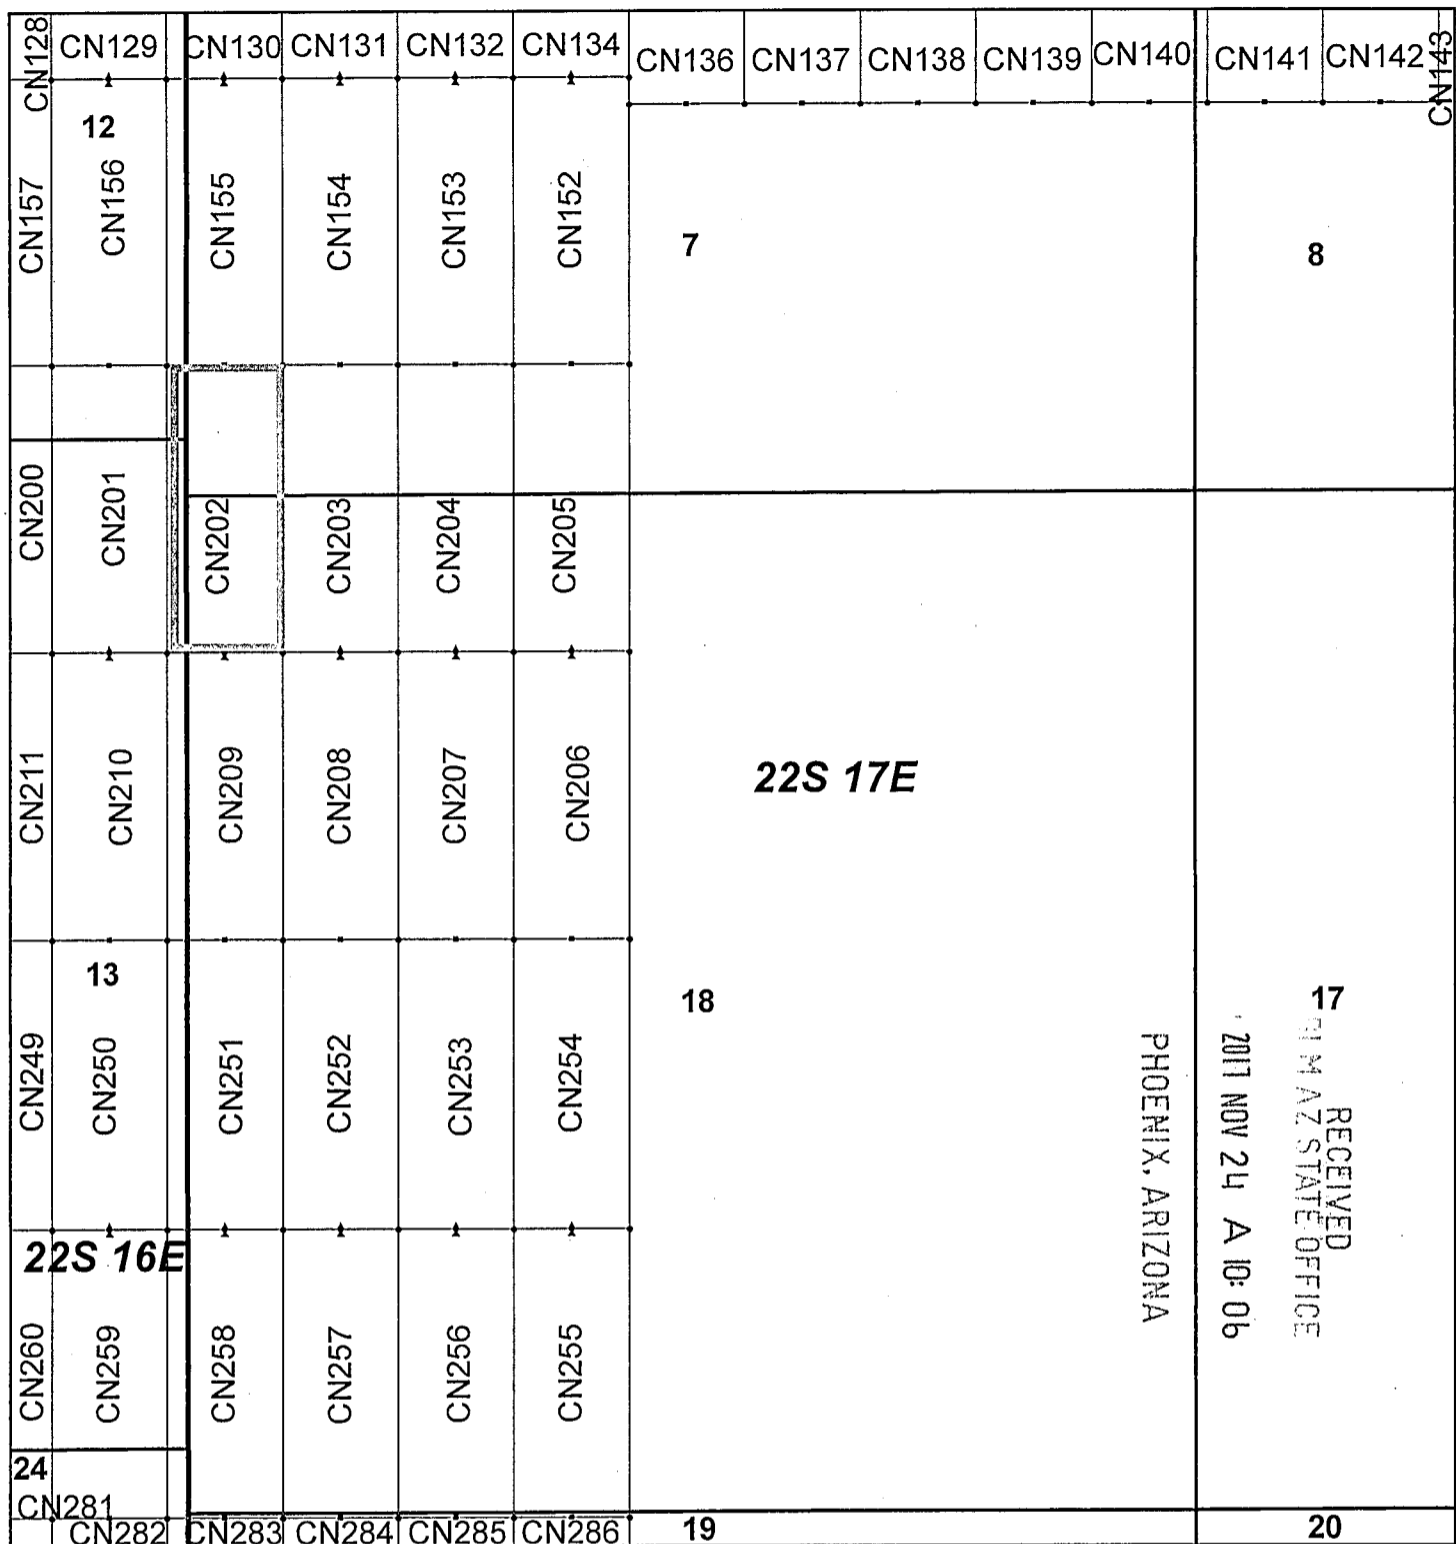 CN128 CN129 CN130 CN131 CN132 CN134 CN136 CN137 CN138 CN139 CN140 CN141 CN142 CN143
12
CN157 CN156 CN155 CN154 CN153 CN152
7 8
CN200 CN201 CN202 CN203 CN204 CN205
CN211 CN210 CN209 CN208 CN207 CN206
22S 17E
13 18 17
CN249 CN250 CN251 CN252 CN253 CN254
RECEIVED
BLM AZ STATE OFFICE
2017 NOV 24 A 10:06
PHOENIX, ARIZONA
22S 16E
CN260 CN259 CN258 CN257 CN256 CN255
24
CN281
CN282 CN283 CN284 CN285 CN286 19 20